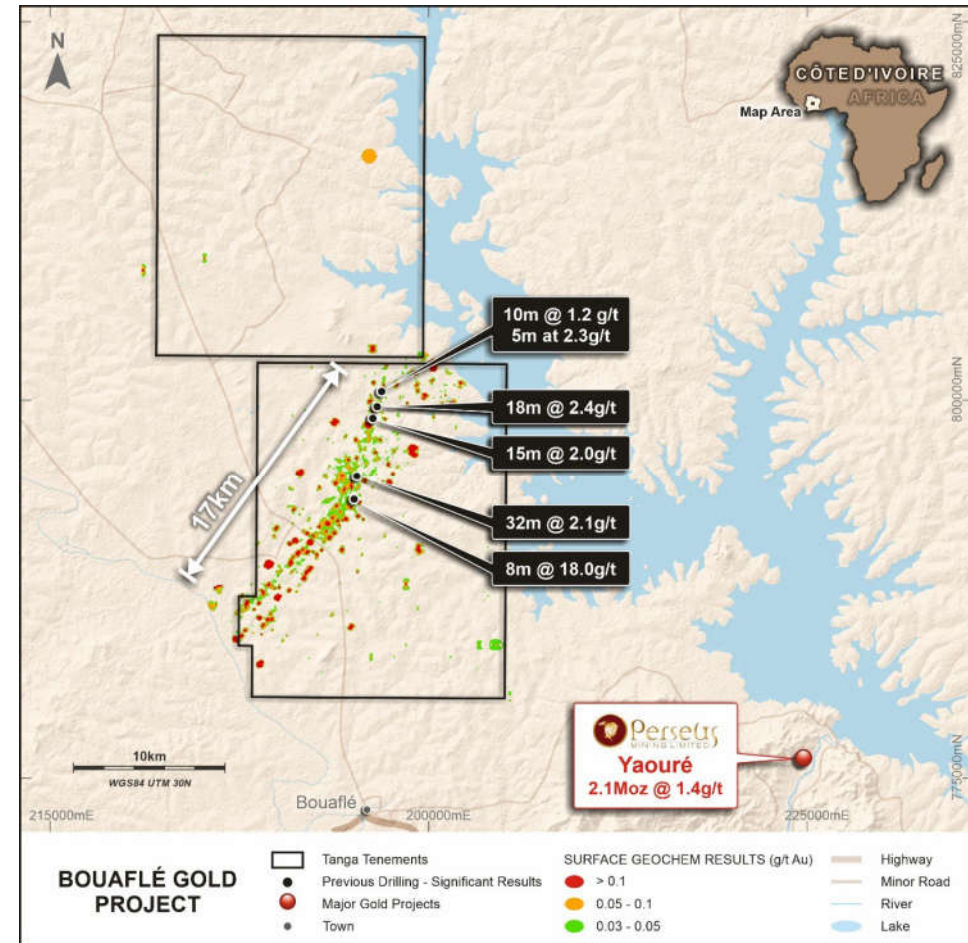 N
CÔTE D'IVOIRE
AFRICA
Map Area
825000mN
10m @ 1.2 g/t
5m at 2.3g/t
18m @ 2.4g/t
800000mN
15m @ 2.0g/t
17km
32m @ 2.1g/t
8m @ 18.0g/t
Perseus
MINING LIMITED
Yaouré
2.1Moz @ 1.4g/t
775000mN
10km
WGS84 UTM 30N
Bouaflé
215000mE
200000mE
225000mE
BOUAFLÉ GOLD
PROJECT
Tanga Tenements
Previous Drilling - Significant Results
Major Gold Projects
Town
SURFACE GEOCHEM RESULTS (g/t Au)
> 0.1
0.05 - 0.1
0.03 - 0.05
Highway
Minor Road
River
Lake